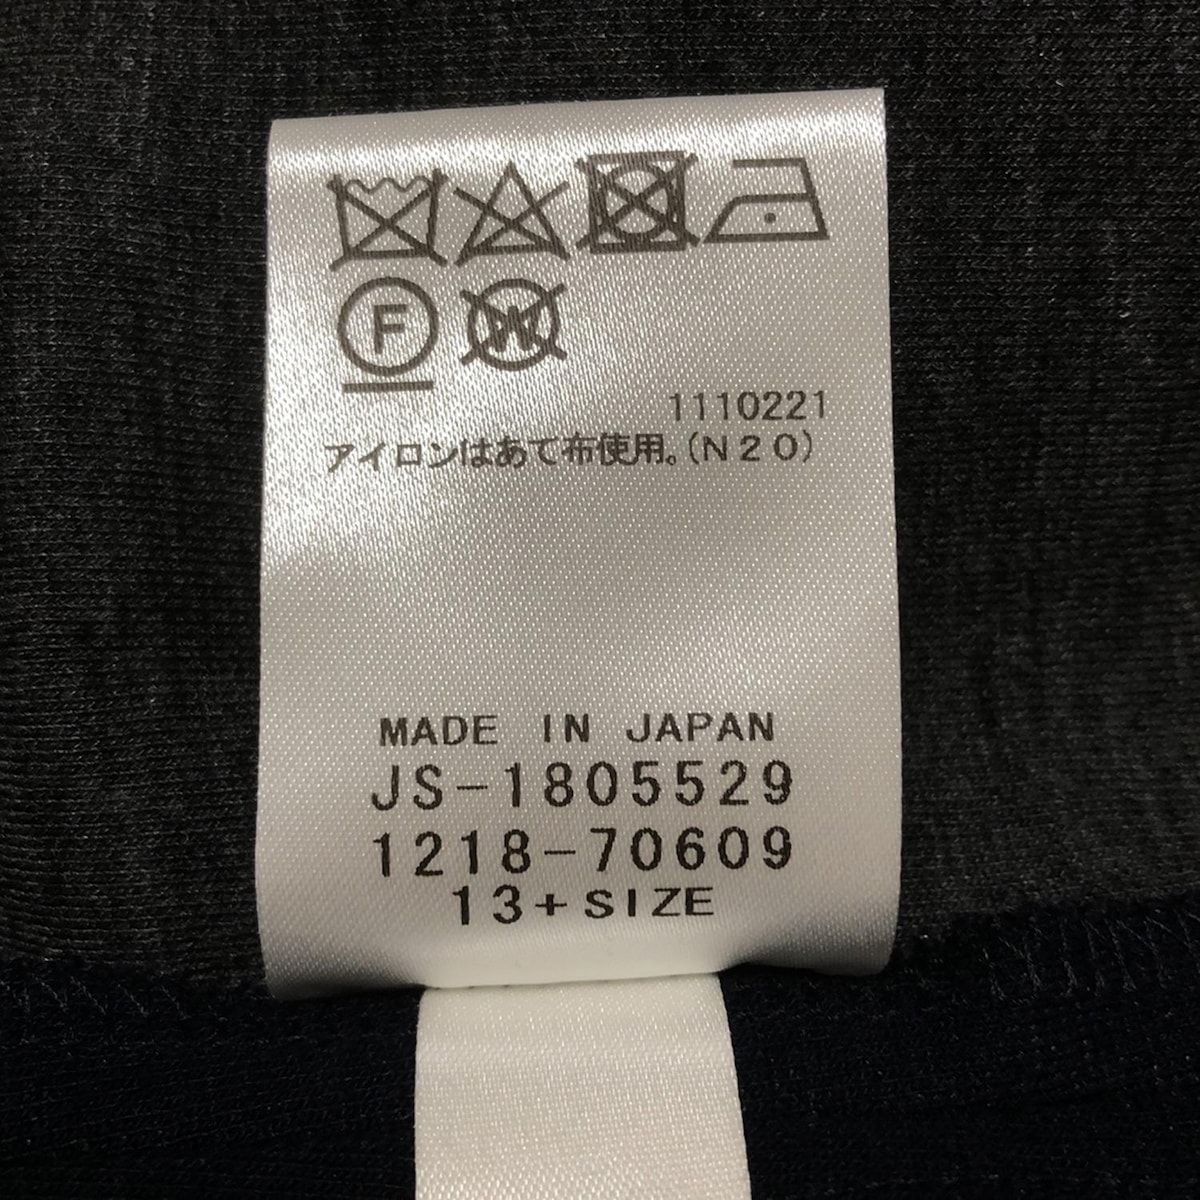 F
W
1110221
アイロンはあて布使用。(N20)
MADE IN JAPAN
JS-1805529
1218-70609
13+SIZE